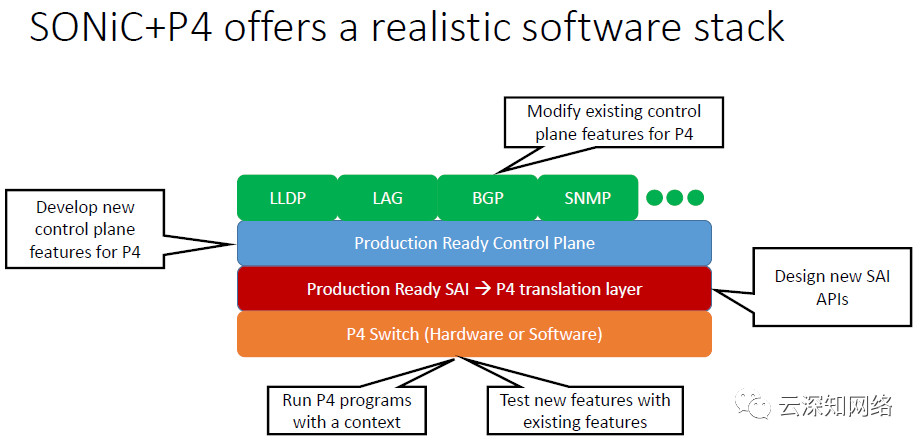 SONiC+P4 offers a realistic software stack
Modify existing control
plane features for P4
LLDP
LAG
BGP
SNMP
Develop new
control plane
features for P4
Production Ready Control Plane
Production Ready SAI → P4 translation layer
Design new SAI
APIs
P4 Switch (Hardware or Software)
Run P4 programs
with a context
Test new features with
existing features
云深知网络